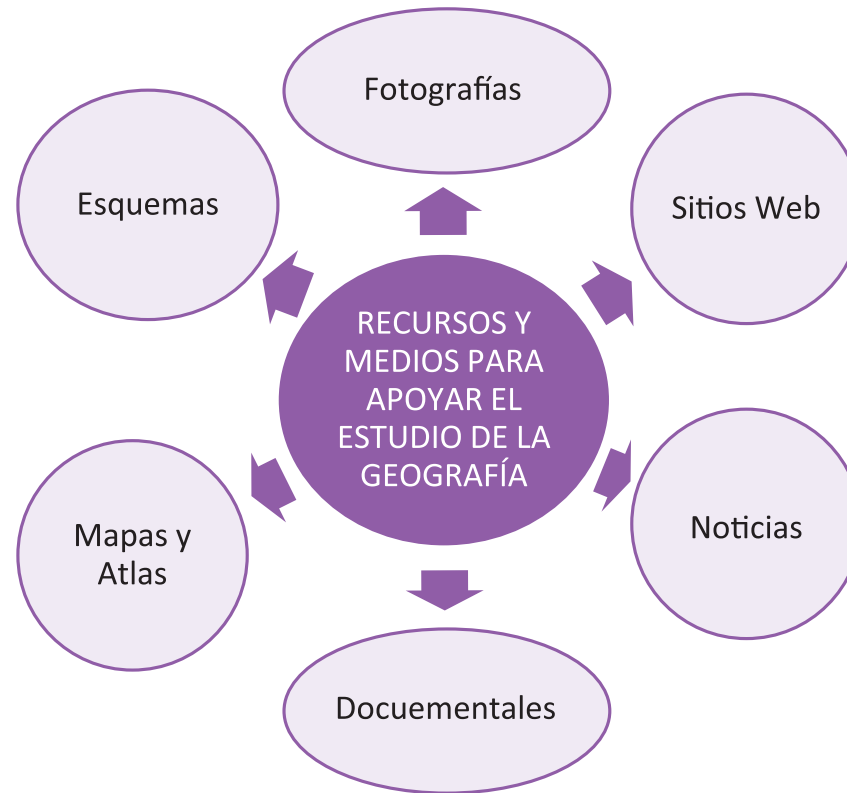 Fotografías
Esquemas
Sitios Web
RECURSOS Y
MEDIOS PARA
APOYAR EL
ESTUDIO DE LA
GEOGRAFÍA
Mapas y
Atlas
Noticias
Docuementales